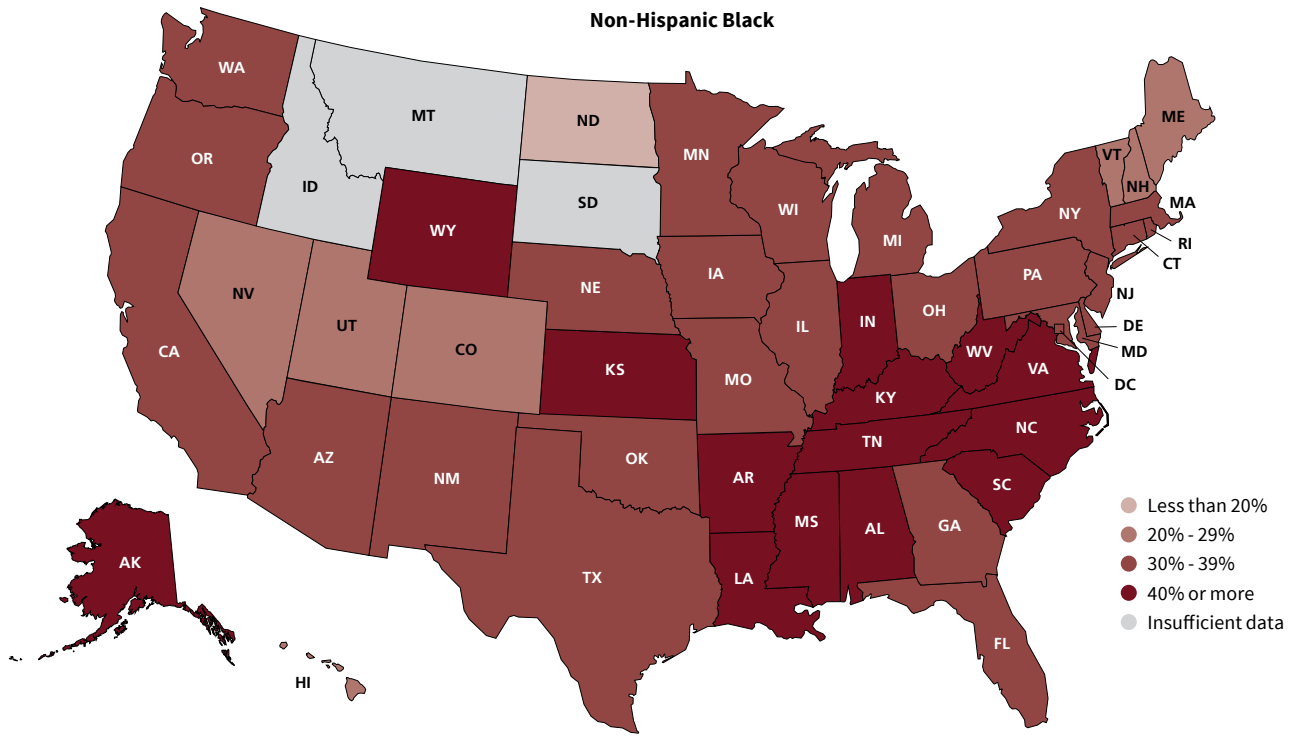 Non-Hispanic Black
WA
MT
ND
MN
ME
VT
NH
OR
ID
SD
WI
MI
NY
MA
RI
CT
WY
IA
NE
PA
NJ
NV
UT
CO
IL
IN
OH
DE
MD
DC
CA
KS
MO
WV
VA
KY
AZ
NM
OK
AR
TN
NC
SC
MS
AL
GA
TX
LA
FL
AK
HI
Less than 20%
20% - 29%
30% - 39%
40% or more
Insufficient data